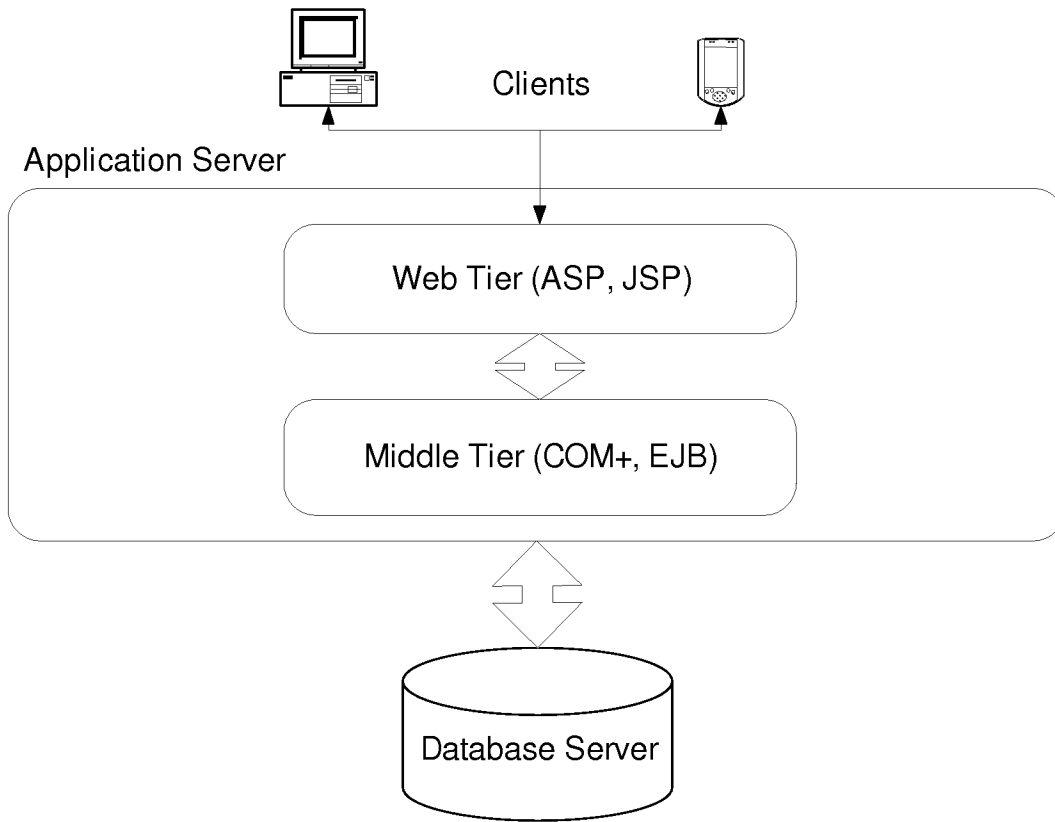 Clients
Application Server
Web Tier (ASP, JSP)
Middle Tier (COM+, EJB)
Database Server